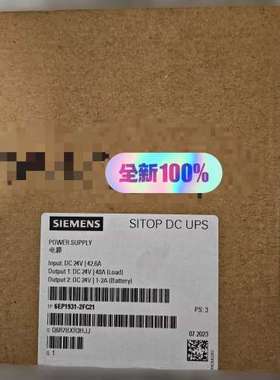 全新100%
SIEMENS
SITOP DC UPS
POWER SUPPLY
电源
Input: DC 24V | 42,6A
Output 1: DC 24V | 40A (Load)
Output 2: DC 24V | 1-2A (Battery)
1P 6EP1931-2FC21
PS: 3
07.2023